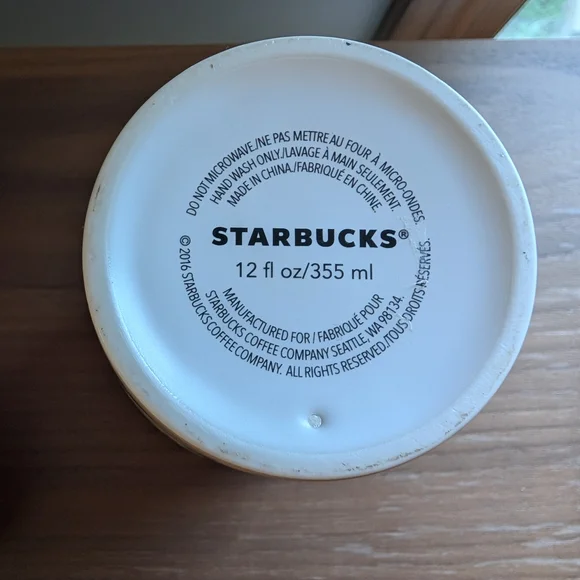 DO NOT MICROWAVE./NE PAS METTRE AU FOUR À MICRO-ONDES.
HAND WASH ONLY./LAVAGE À MAIN SEULEMENT.
MADE IN CHINA./FABRIQUÉ EN CHINE.
STARBUCKS®
12 fl oz/355 ml
MANUFACTURED FOR / FABRIQUÉ POUR
STARBUCKS COFFEE COMPANY SEATTLE, WA 98134.
© 2016 STARBUCKS COFFEE COMPANY. ALL RIGHTS RESERVED./TOUS DROITS RÉSERVÉS.